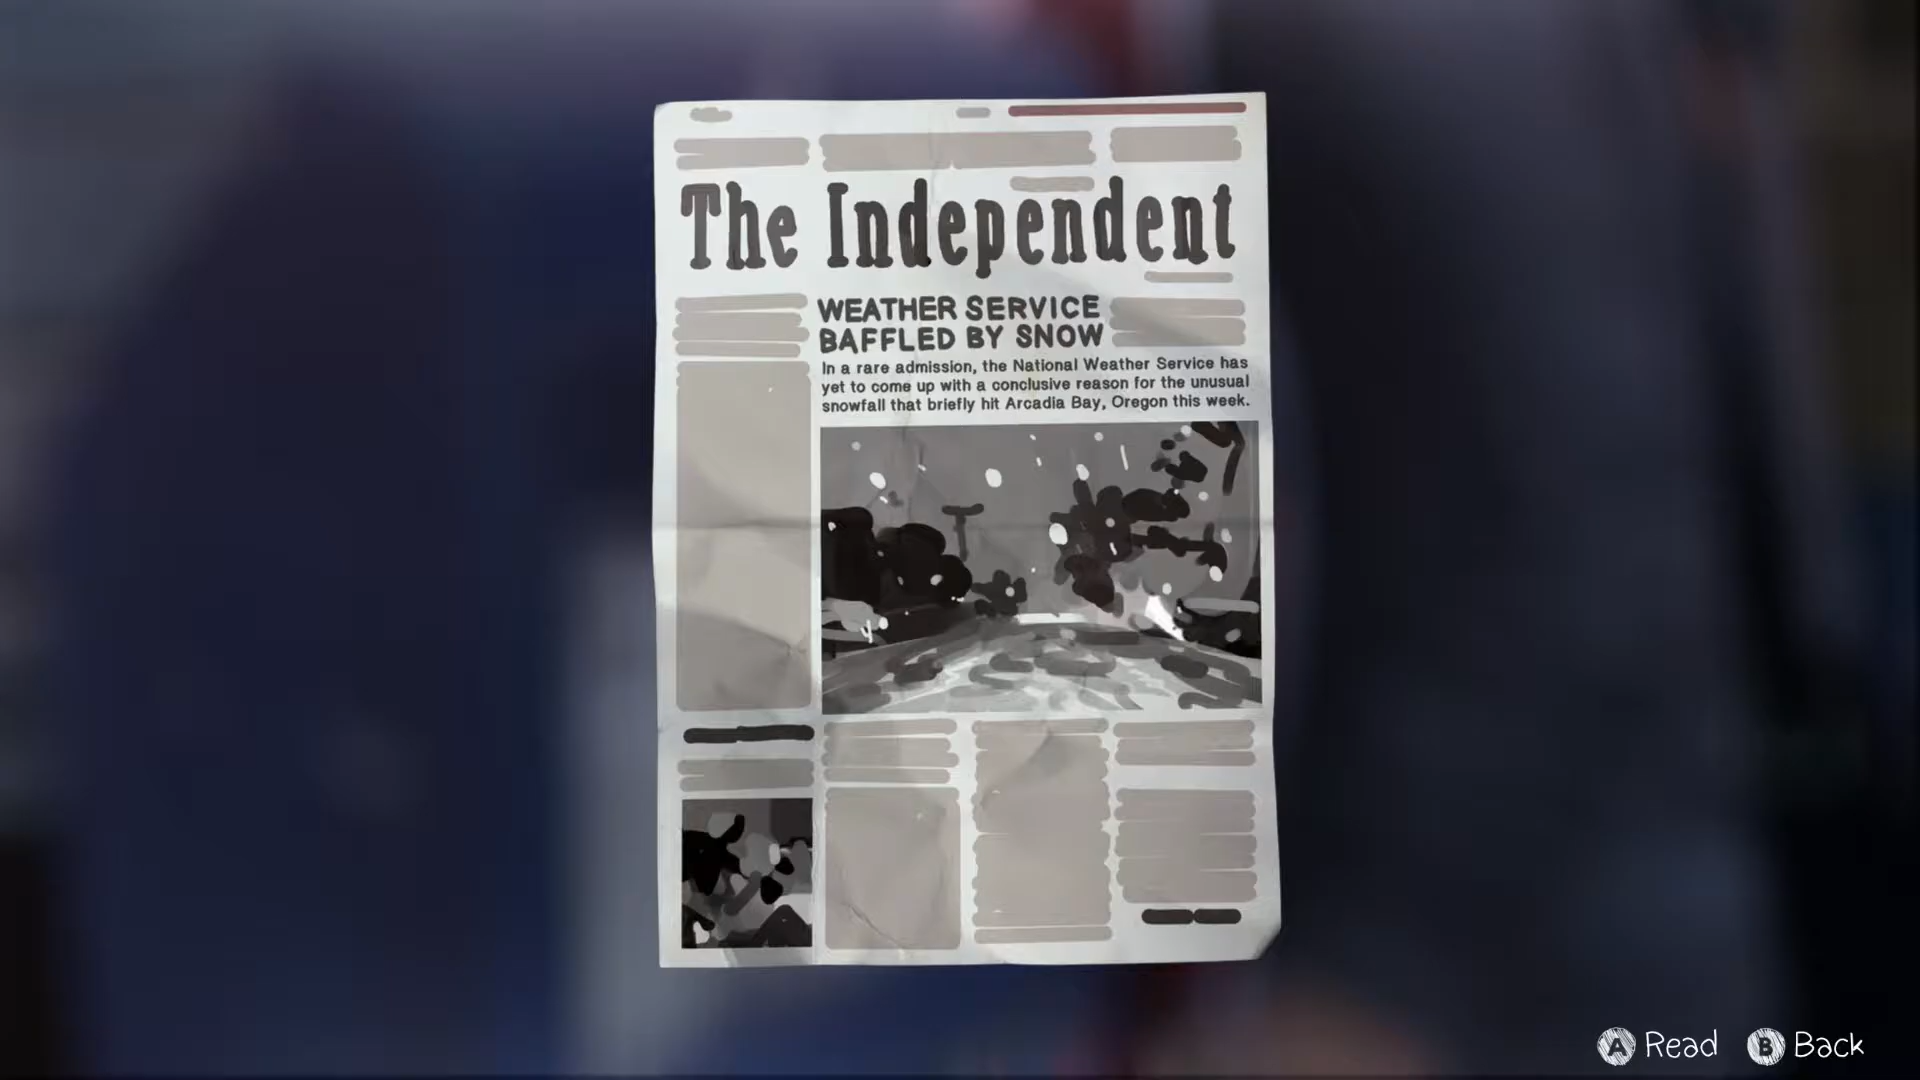 The Independent
WEATHER SERVICE
BAFFLED BY SNOW
In a rare admission, the National Weather Service has
yet to come up with a conclusive reason for the unusual
snowfall that briefly hit Arcadia Bay, Oregon this week.
A Read B Back